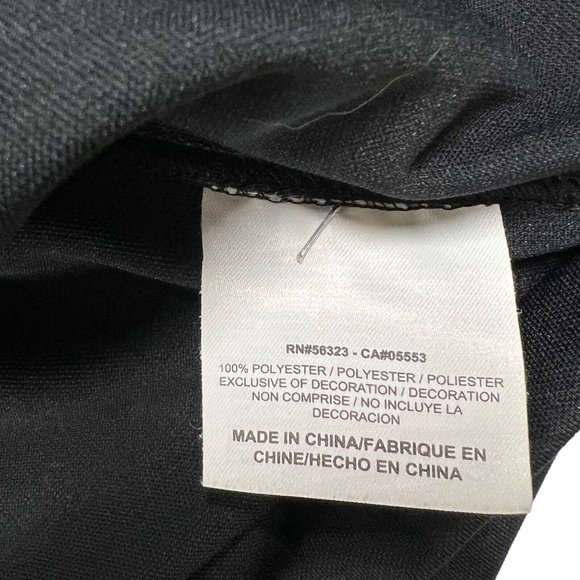 RN#56323 - CA#05553
100% POLYESTER / POLYESTER / POLIESTER
EXCLUSIVE OF DECORATION / DECORATION
NON COMPRISE / NO INCLUYE LA
DECORACION
MADE IN CHINA/FABRIQUE EN
CHINE/HECHO EN CHINA